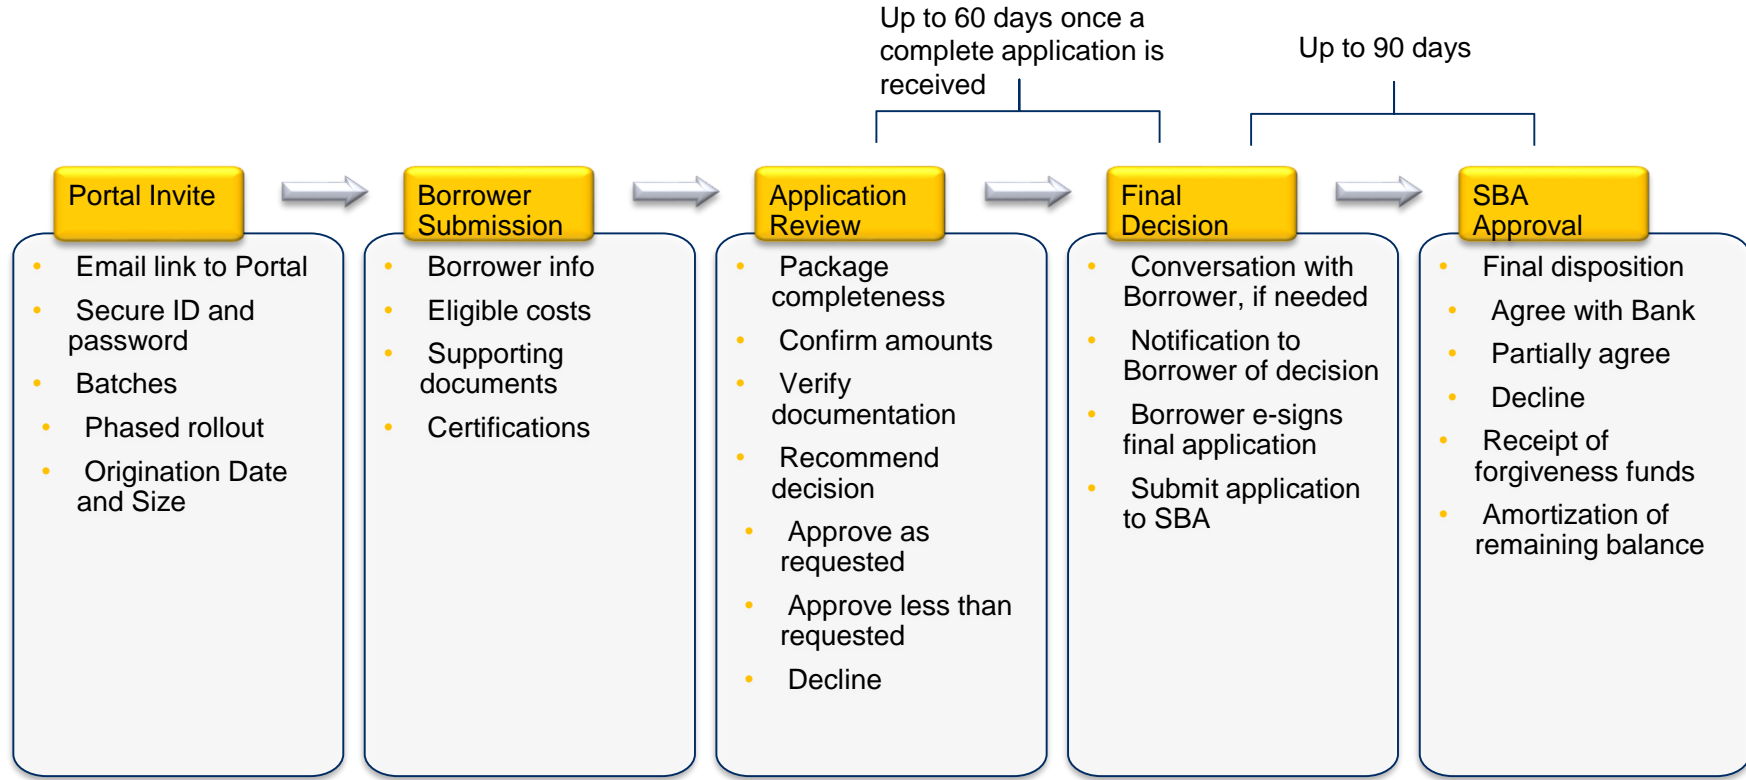 Up to 60 days once a
complete application is
received
Up to 90 days
Portal Invite
• Email link to Portal
• Secure ID and
password
• Batches
• Phased rollout
• Origination Date
and Size
Borrower
Submission
• Borrower info
• Eligible costs
• Supporting
documents
• Certifications
Application
Review
• Package
completeness
• Confirm amounts
• Verify
documentation
• Recommend
decision
• Approve as
requested
• Approve less than
requested
• Decline
Final
Decision
• Conversation with
Borrower, if needed
• Notification to
Borrower of decision
• Borrower e-signs
final application
• Submit application
to SBA
SBA
Approval
• Final disposition
• Agree with Bank
• Partially agree
• Decline
• Receipt of
forgiveness funds
• Amortization of
remaining balance